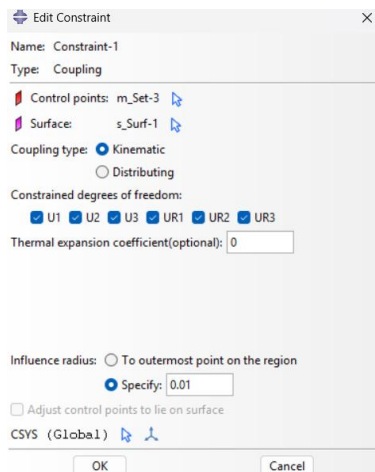 Edit Constraint
Name: Constraint-1
Type: Coupling
Control points: m_Set-3
Surface: s_Surf-1
Coupling type: Kinematic
Distributing
Constrained degrees of freedom:
U1 U2 U3 UR1 UR2 UR3
Thermal expansion coefficient(optional): 0
Influence radius: To outermost point on the region
Specify: 0.01
Adjust control points to lie on surface
CSYS (Global)
OK Cancel